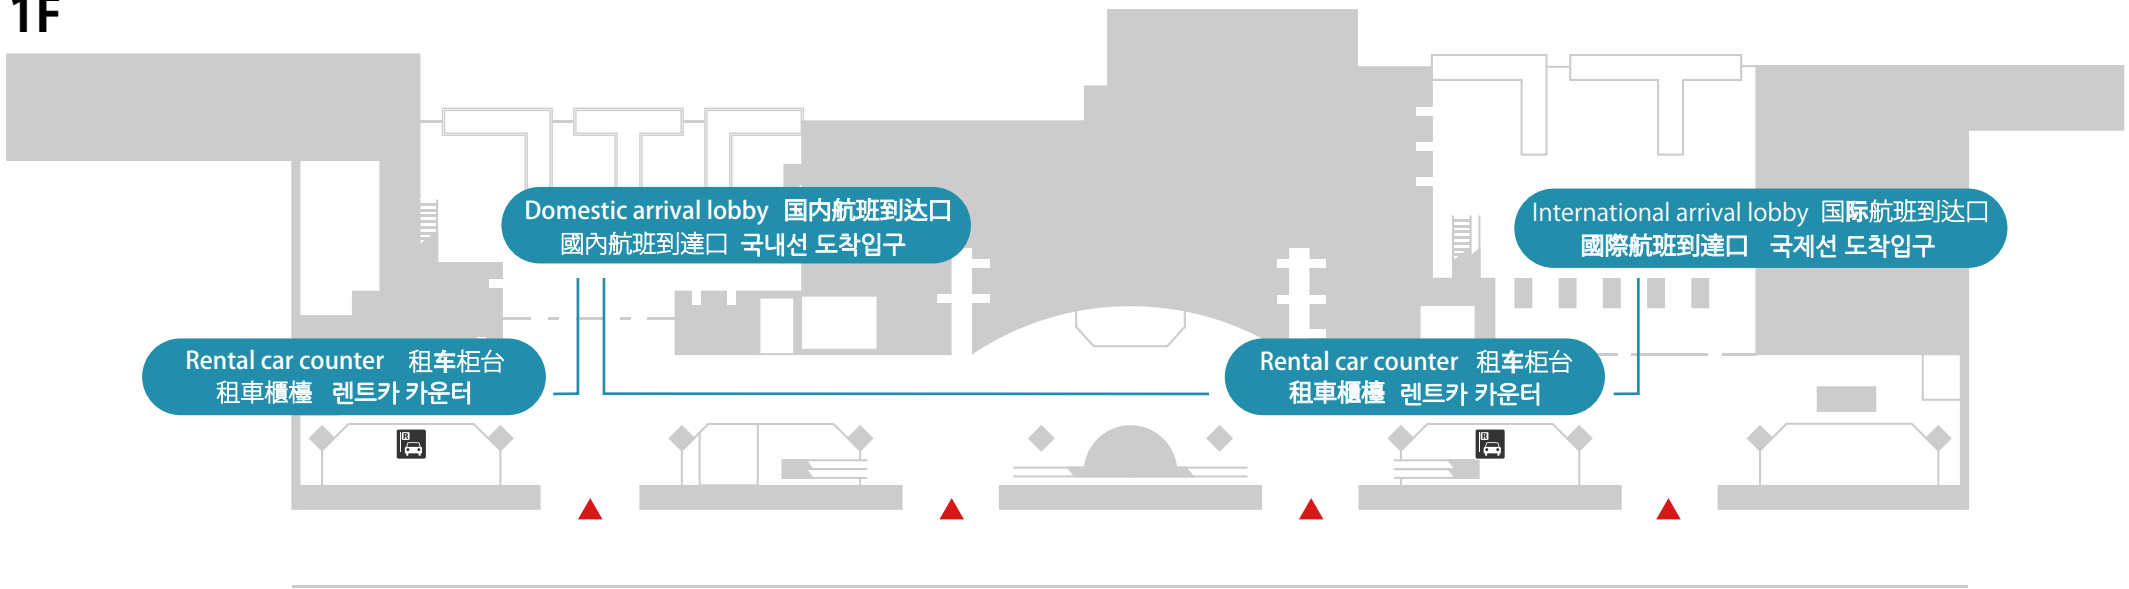 1F
Domestic arrival lobby 国内航班到达口
國內航班到達口 국내선 도착입구
International arrival lobby 国际航班到达口
國際航班到達口 국제선 도착입구
Rental car counter 租车柜台
租車櫃檯 렌트카 카운터
Rental car counter 租车柜台
租車櫃檯 렌트카 카운터
R
R